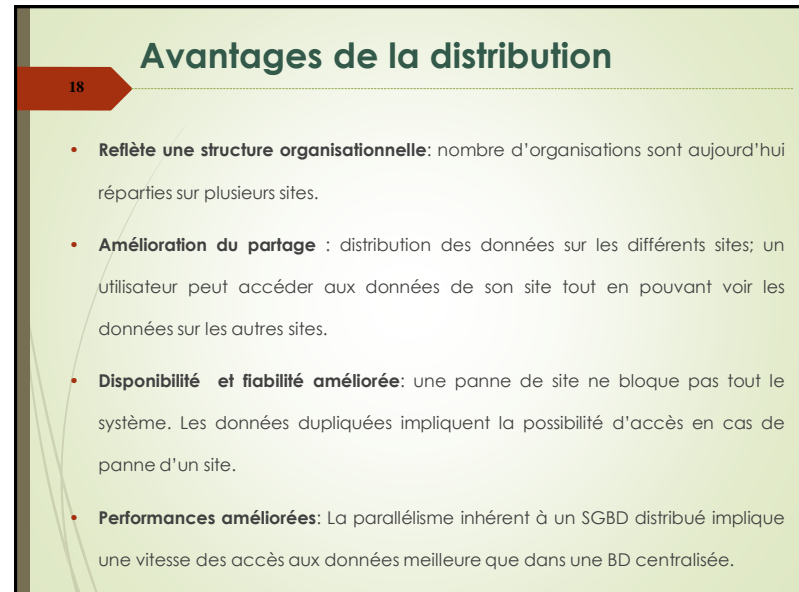 Avantages de la distribution
18
• Reflète une structure organisationnelle: nombre d'organisations sont aujourd'hui
réparties sur plusieurs sites.
• Amélioration du partage : distribution des données sur les différents sites; un
utilisateur peut accéder aux données de son site tout en pouvant voir les
données sur les autres sites.
• Disponibilité et fiabilité améliorée: une panne de site ne bloque pas tout le
système. Les données dupliquées impliquent la possibilité d'accès en cas de
panne d'un site.
• Performances améliorées: La parallélisme inhérent à un SGBD distribué implique
une vitesse des accès aux données meilleure que dans une BD centralisée.